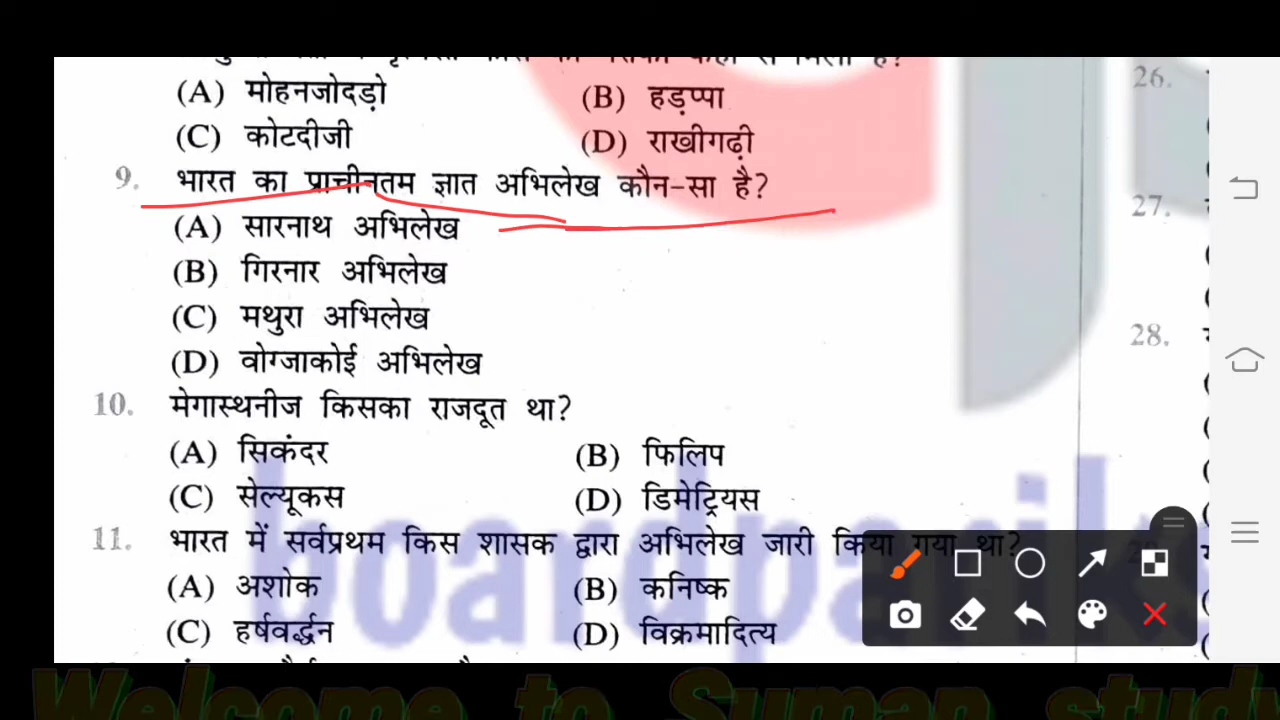 (A) मोहनजोदड़ो (B) हड़प्पा
(C) कोटदीजी (D) राखीगढ़ी
9. भारत का प्राचीनतम ज्ञात अभिलेख कौन-सा है?
(A) सारनाथ अभिलेख
(B) गिरनार अभिलेख
(C) मथुरा अभिलेख
(D) वोग्जाकोई अभिलेख
10. मेगास्थनीज किसका राजदूत था?
(A) सिकंदर (B) फिलिप
(C) सेल्यूकस (D) डिमेट्रियस
11. भारत में सर्वप्रथम किस शासक द्वारा अभिलेख जारी किया गया था?
(A) अशोक (B) कनिष्क
(C) हर्षवर्द्धन (D) विक्रमादित्य
26.
27.
28.
boardparik
Welcome to Suman study